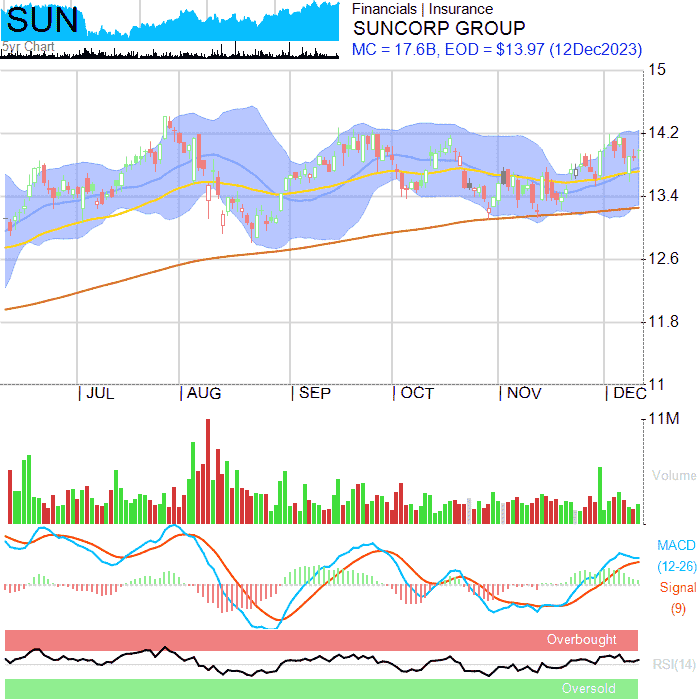 SUN
5yr Chart
Financials | Insurance
SUNCORP GROUP
MC = 17.6B, EOD = $13.97 (12Dec2023)
15
14.2
13.4
12.6
11.8
11
JUL AUG SEP OCT NOV DEC
11M
Volume
MACD
(12-26)
Signal
(9)
Overbought
RSI(14)
Oversold